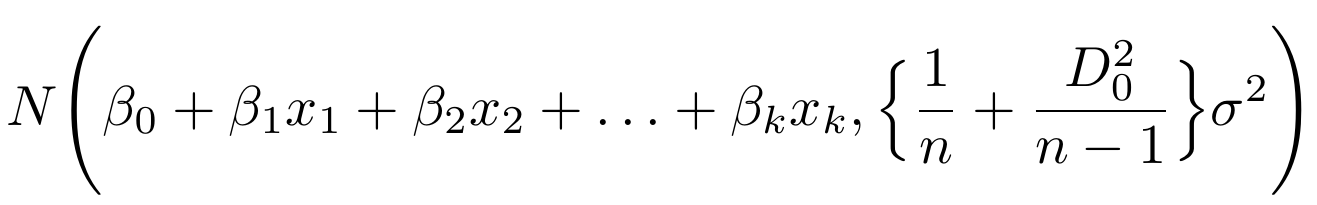 N(β₀ + β₁x₁ + β₂x₂ + … + βₖxₖ, {1/n + D₀²/(n − 1)}σ²)